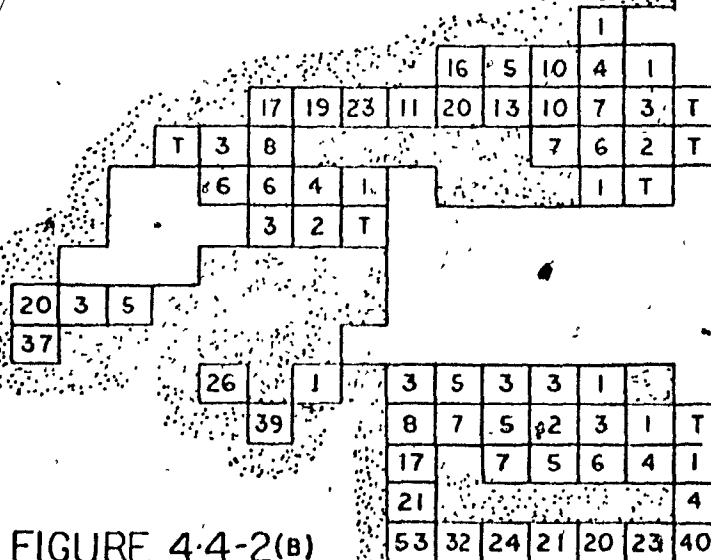 1
16 5 10 4 1
17 19 23 11 20 13 10 7 3 T
T 3 8 7 6 2 T
6 6 4 1 1 T
3 2 T
20 3 5
37
26 1 3 5 3 3 1
39 8 7 5 2 3 1 T
17 7 5 6 4 1
21 4
FIGURE 4·4-2(B) 53 32 24 21 20 23 40